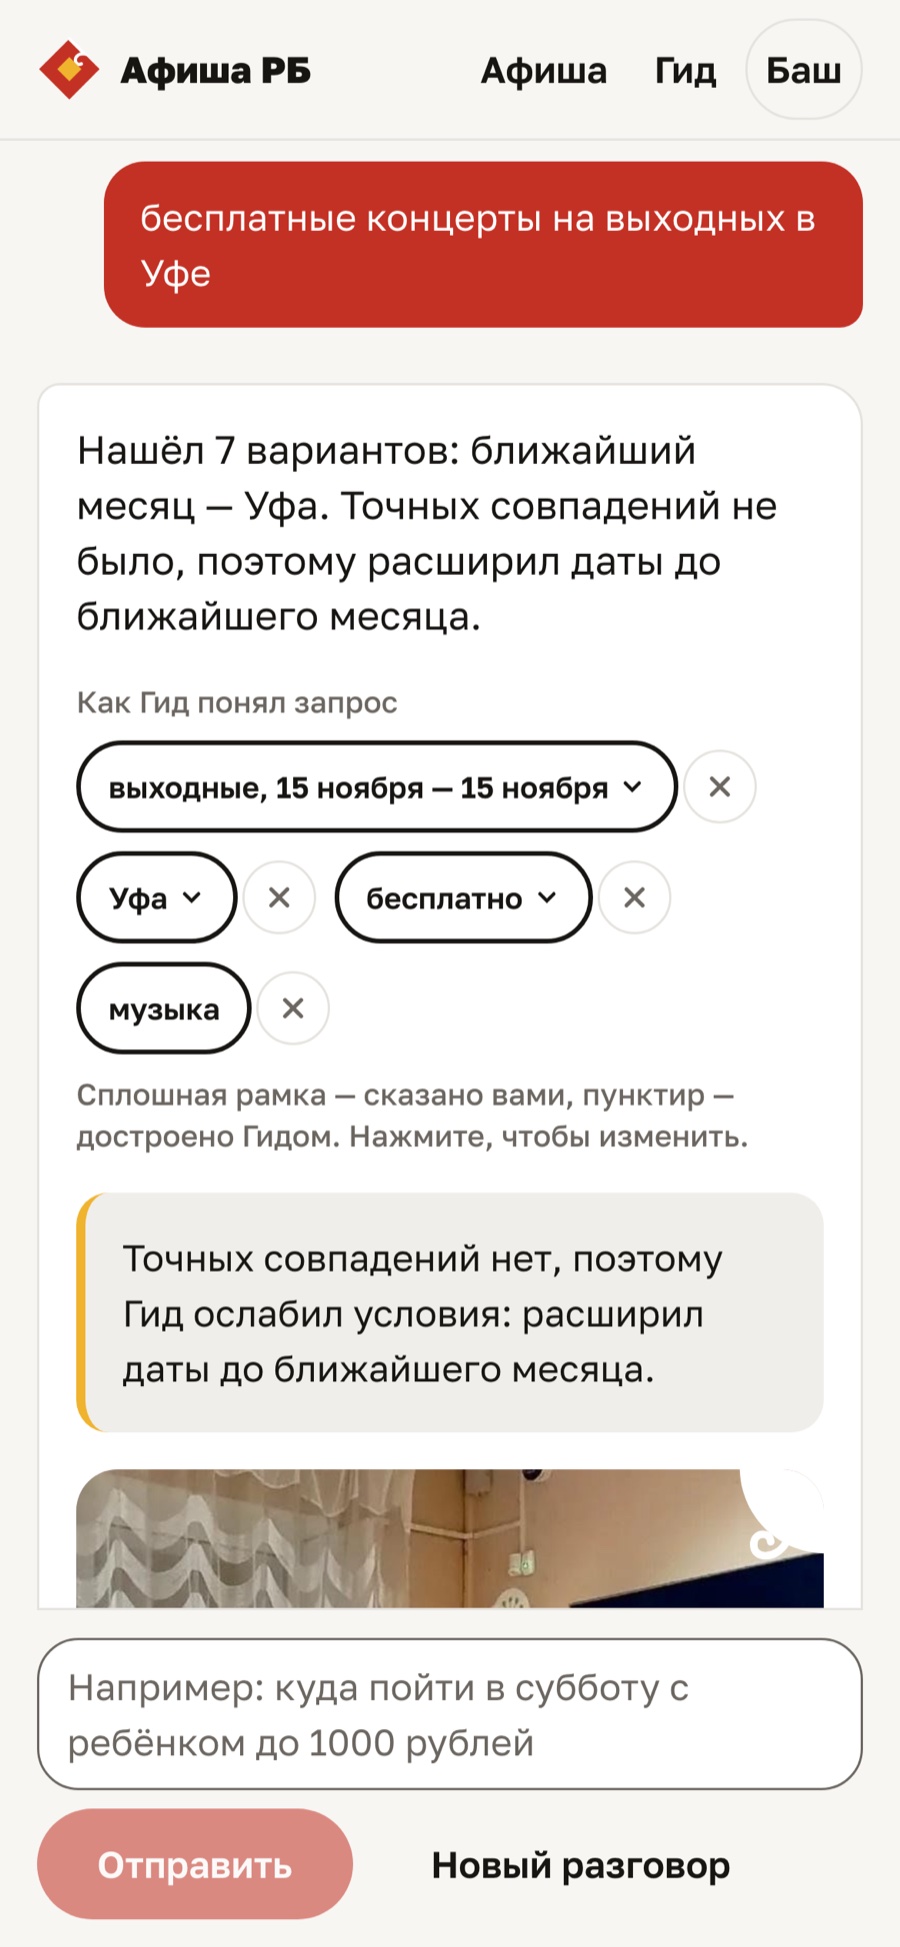 Афиша РБ
Афиша
Гид
Баш
бесплатные концерты на выходных в
Уфе
Нашёл 7 вариантов: ближайший
месяц — Уфа. Точных совпадений не
было, поэтому расширил даты до
ближайшего месяца.
Как Гид понял запрос
выходные, 15 ноября — 15 ноября
Уфа
бесплатно
музыка
Сплошная рамка — сказано вами, пунктир —
достроено Гидом. Нажмите, чтобы изменить.
Точных совпадений нет, поэтому
Гид ослабил условия: расширил
даты до ближайшего месяца.
Например: куда пойти в субботу с
ребёнком до 1000 рублей
Отправить
Новый разговор